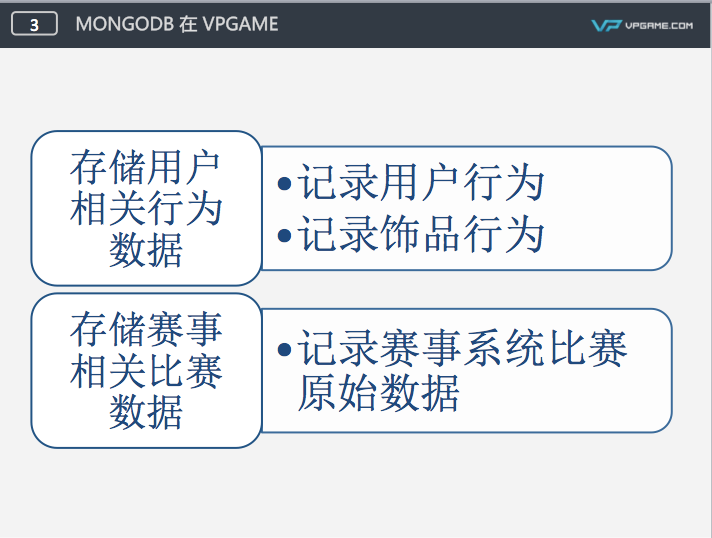 3
MONGODB 在 VPGAME
VPGAME.COM
存储用户
相关行为
数据
•记录用户行为
•记录饰品行为
存储赛事
相关比赛
数据
•记录赛事系统比赛
原始数据